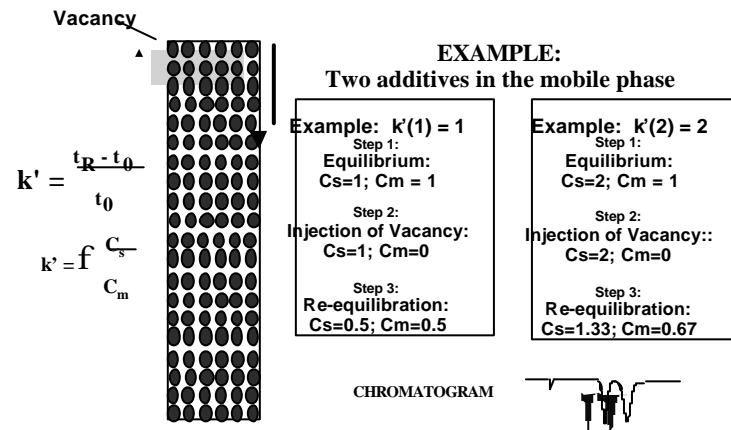 Vacancy
EXAMPLE:
Two additives in the mobile phase
k' = tR - t0
t0
k' = f Cs
Cm
Example: k'(1) = 1
Step 1:
Equilibrium:
Cs=1; Cm = 1
Step 2:
Injection of Vacancy:
Cs=1; Cm=0
Step 3:
Re-equilibration:
Cs=0.5; Cm=0.5
Example: k'(2) = 2
Step 1:
Equilibrium:
Cs=2; Cm = 1
Step 2:
Injection of Vacancy::
Cs=2; Cm=0
Step 3:
Re-equilibration:
Cs=1.33; Cm=0.67
CHROMATOGRAM